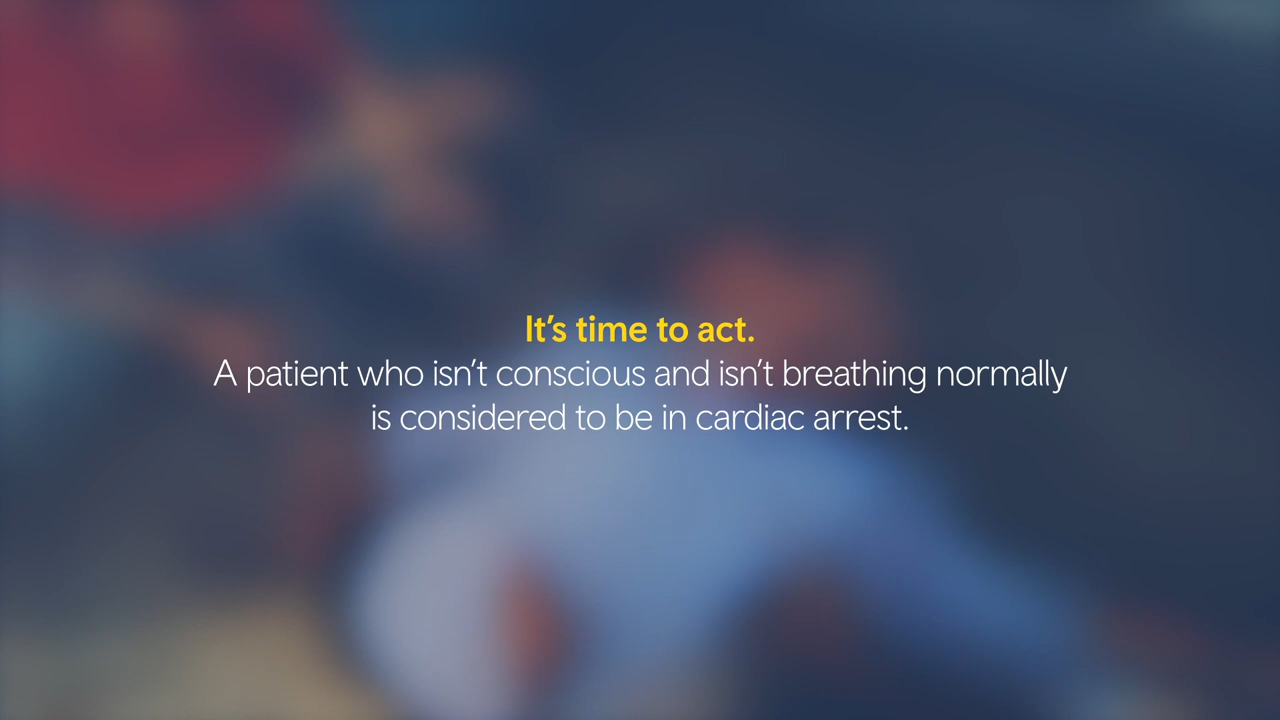 It’s time to act.
A patient who isn’t conscious and isn’t breathing normally
is considered to be in cardiac arrest.